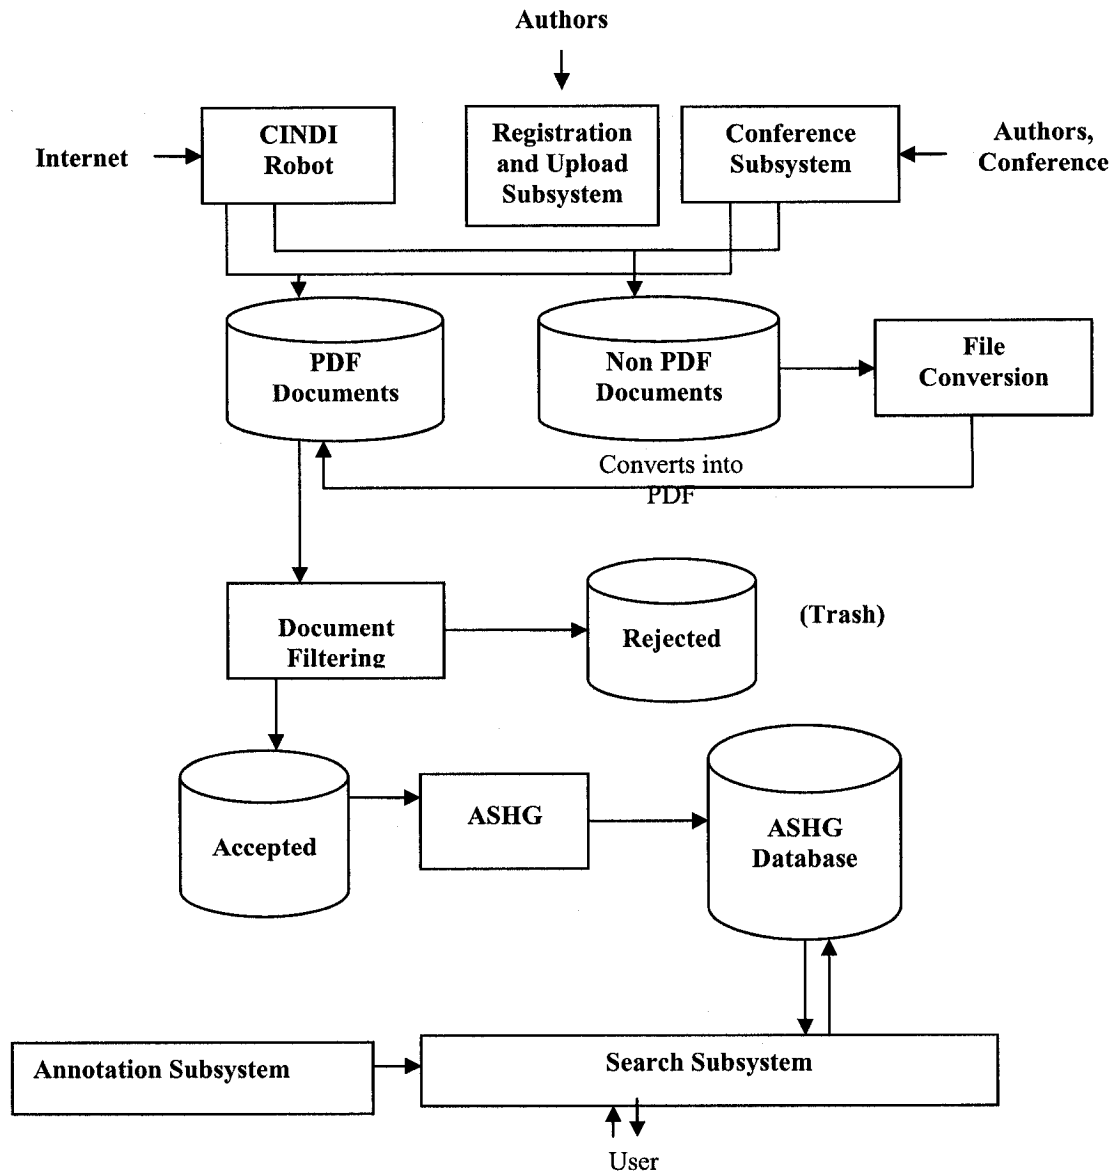 Authors
Internet
CINDI
Robot
Registration
and Upload
Subsystem
Conference
Subsystem
Authors,
Conference
PDF
Documents
Non PDF
Documents
File
Conversion
Converts into
PDF
Document
Filtering
Rejected
(Trash)
Accepted
ASHG
ASHG
Database
Annotation Subsystem
Search Subsystem
User